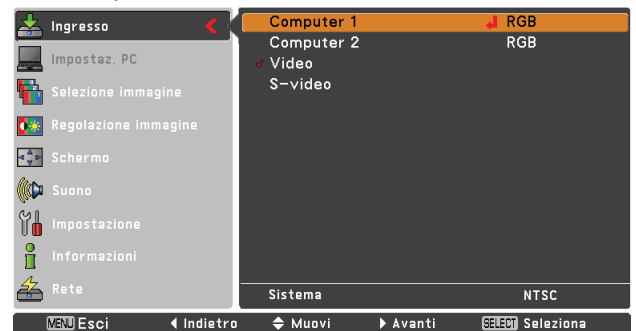 Ingresso
Impostaz. PC
Selezione immagine
Regolazione immagine
Schermo
Suono
Impostazione
Informazioni
Rete
Computer 1 RGB
Computer 2 RGB
Video
S-video
Sistema NTSC
MENU Esci Indietro Muovi Avanti SELECT Seleziona